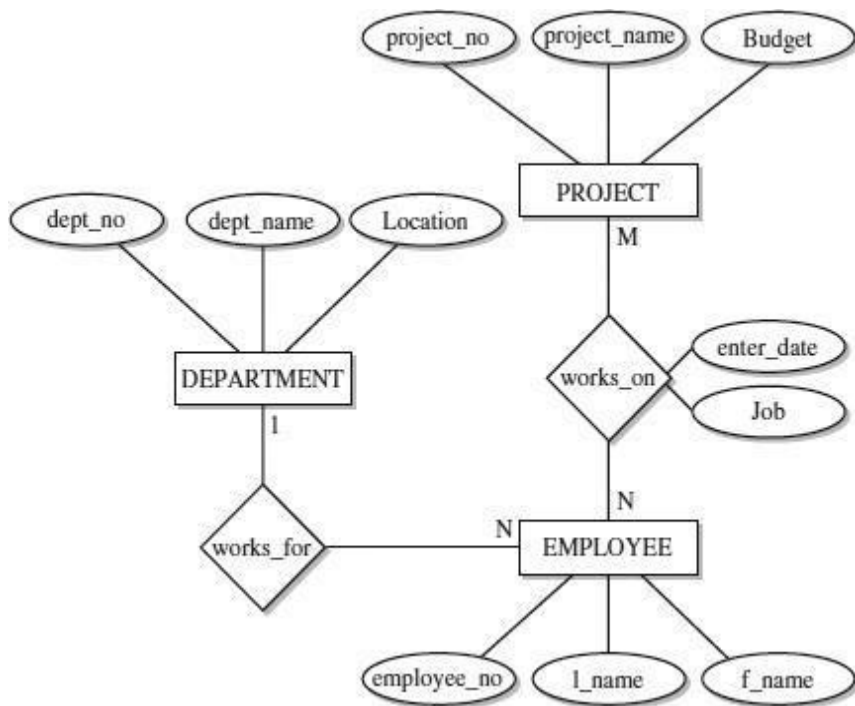 project_no
project_name
Budget
PROJECT
dept_no
dept_name
Location
M
DEPARTMENT
works_on
enter_date
Job
1
works_for
N
N
EMPLOYEE
employee_no
l_name
f_name